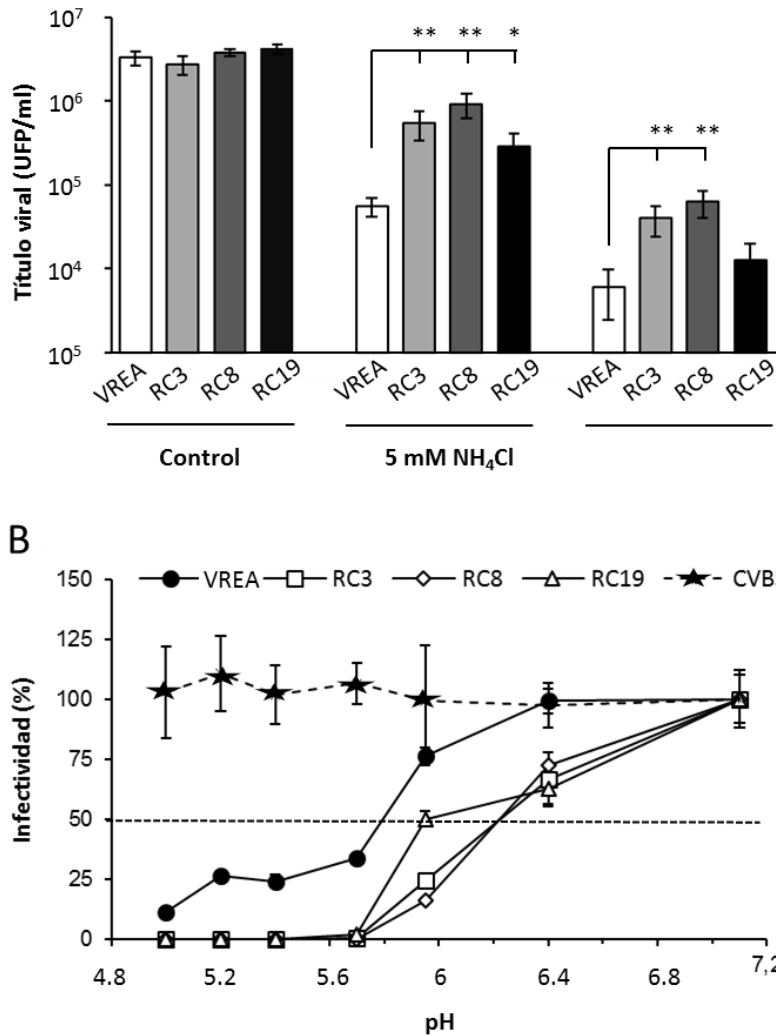 10⁷
10⁶
10⁵
10⁴
10⁵
Título viral (UFP/ml)
** ** *
** **
VREA RC3 RC8 RC19 VREA RC3 RC8 RC19 VREA RC3 RC8 RC19
Control 5 mM NH₄Cl
B
VREA RC3 RC8 RC19
150
125
100
75
50
25
0
Infectividad (%)
4.8 5.2 5.6 6 6.4 6.8
pH